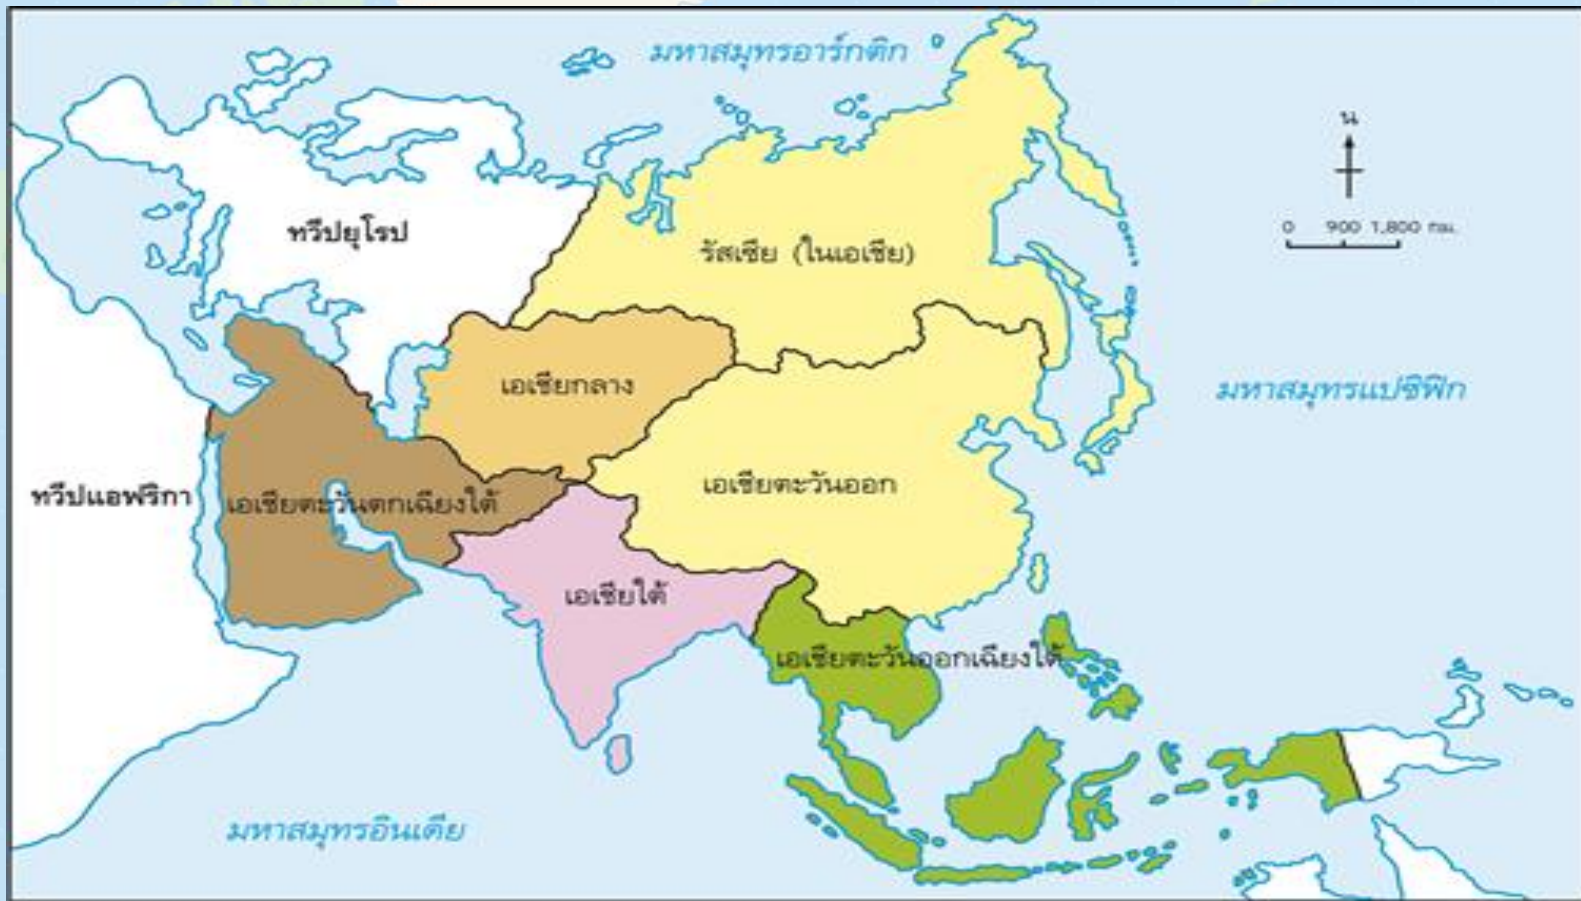 มหาสมุทรอาร์กติก
น
ทวีปยุโรป
รัสเซีย (ในเอเชีย)
0 900 1,800 กม.
เอเชียกลาง
มหาสมุทรแปซิฟิก
ทวีปแอฟริกา
เอเชียตะวันตกเฉียงใต้
เอเชียตะวันออก
เอเชียใต้
เอเชียตะวันออกเฉียงใต้
มหาสมุทรอินเดีย